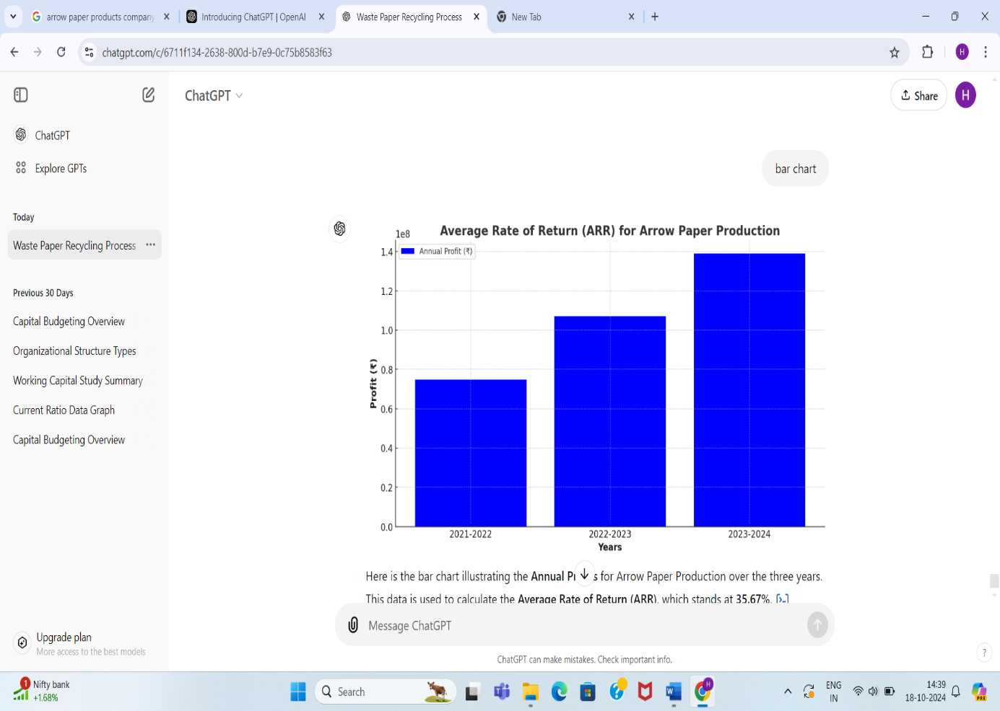 arrow paper products company
Introducing ChatGPT | OpenAI
Waste Paper Recycling Process
New Tab
chatgpt.com/c/6711f134-2638-800d-b7e9-0c75b8583f63
H
ChatGPT
Share
H
ChatGPT
Explore GPTs
Today
Waste Paper Recycling Process
Previous 30 Days
Capital Budgeting Overview
Organizational Structure Types
Working Capital Study Summary
Current Ratio Data Graph
Capital Budgeting Overview
Upgrade plan
More access to the best models
bar chart
Average Rate of Return (ARR) for Arrow Paper Production
1e8
Annual Profit (₹)
1.4
1.2
1.0
0.8
0.6
0.4
0.2
0.0
Profit (₹)
2021-2022 2022-2023 2023-2024
Years
Here is the bar chart illustrating the Annual for Arrow Paper Production over the three years.
This data is used to calculate the Average Rate of Return (ARR), which stands at 35.67%. [>-]
Message ChatGPT
ChatGPT can make mistakes. Check important info.
?
1
Nifty bank
+1.68%
Search
W
H
ENG
IN
14:39
18-10-2024
PRE